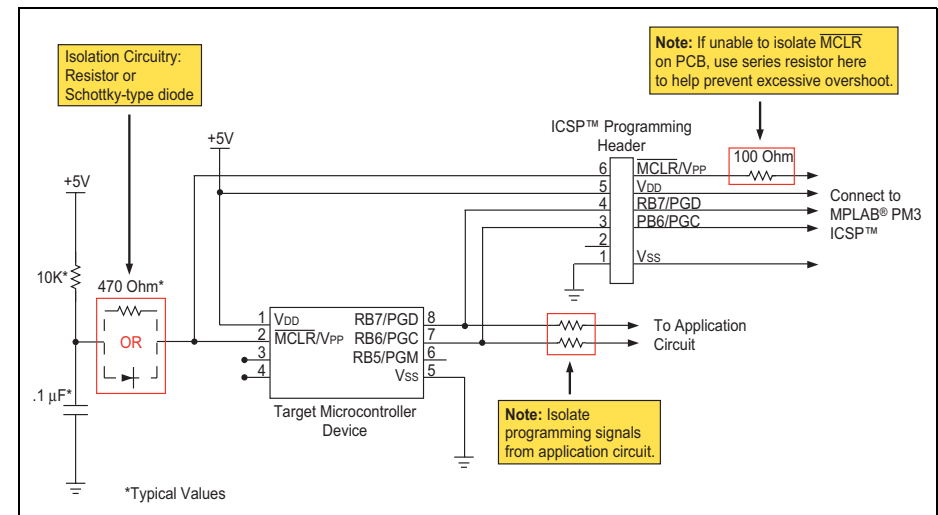 Isolation Circuitry:
Resistor or
Schottky-type diode
Note: If unable to isolate MCLR
on PCB, use series resistor here
to help prevent excessive overshoot.
ICSP™ Programming
Header
+5V
+5V
100 Ohm
6 MCLR/VPP
5 VDD
4 RB7/PGD
3 PB6/PGC
2
1 VSS
Connect to
MPLAB® PM3
ICSP™
10K*
470 Ohm*
OR
.1 µF*
1 VDD
2 MCLR/VPP
3
4
RB7/PGD 8
RB6/PGC 7
RB5/PGM 6
VSS 5
To Application
Circuit
Target Microcontroller
Device
Note: Isolate
programming signals
from application circuit.
*Typical Values